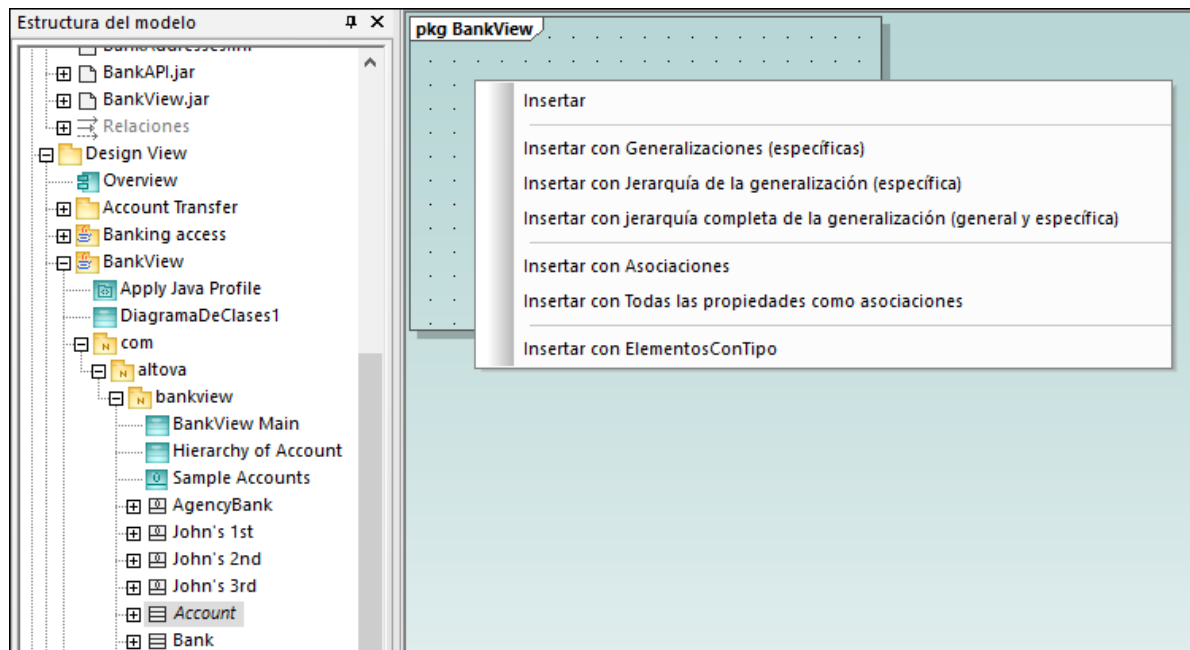 Estructura del modelo
BankAPI.jar
BankView.jar
Relaciones
Design View
Overview
Account Transfer
Banking access
BankView
Apply Java Profile
DiagramaDeClases1
com
altova
bankview
BankView Main
Hierarchy of Account
Sample Accounts
AgencyBank
John's 1st
John's 2nd
John's 3rd
Account
Bank
pkg BankView
Insertar
Insertar con Generalizaciones (específicas)
Insertar con Jerarquía de la generalización (específica)
Insertar con jerarquía completa de la generalización (general y específica)
Insertar con Asociaciones
Insertar con Todas las propiedades como asociaciones
Insertar con ElementosConTipo